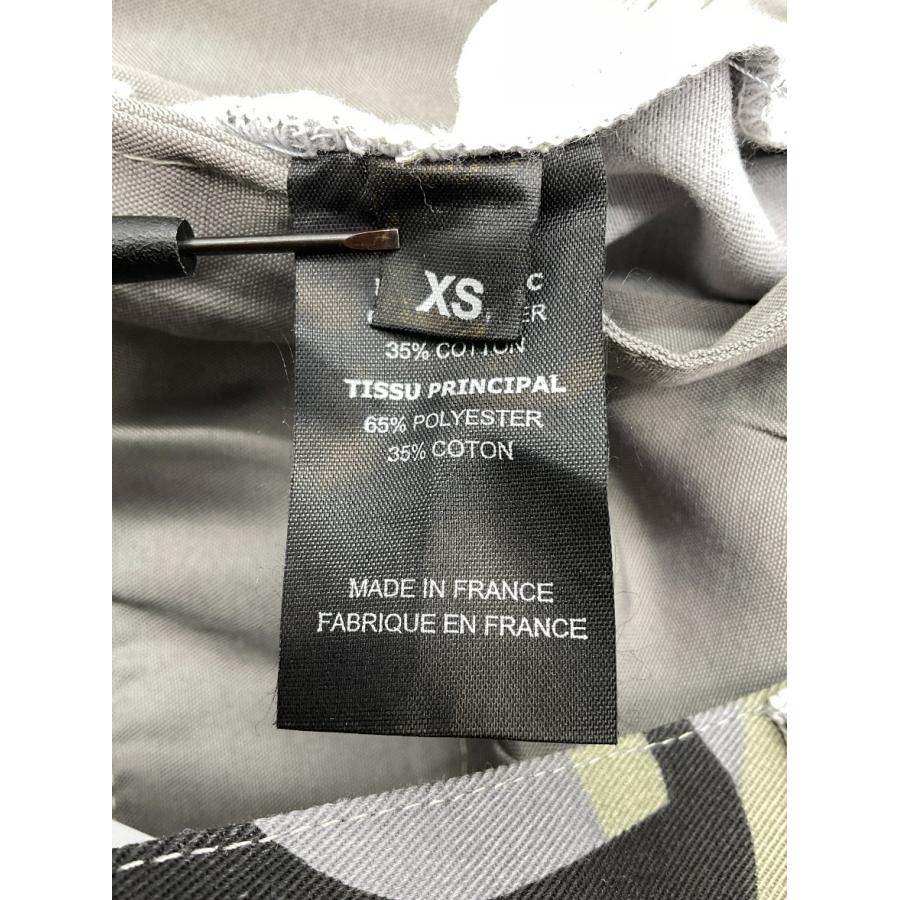 XS
35% COTTON
TISSU PRINCIPAL
65% POLYESTER
35% COTON
MADE IN FRANCE
FABRIQUE EN FRANCE